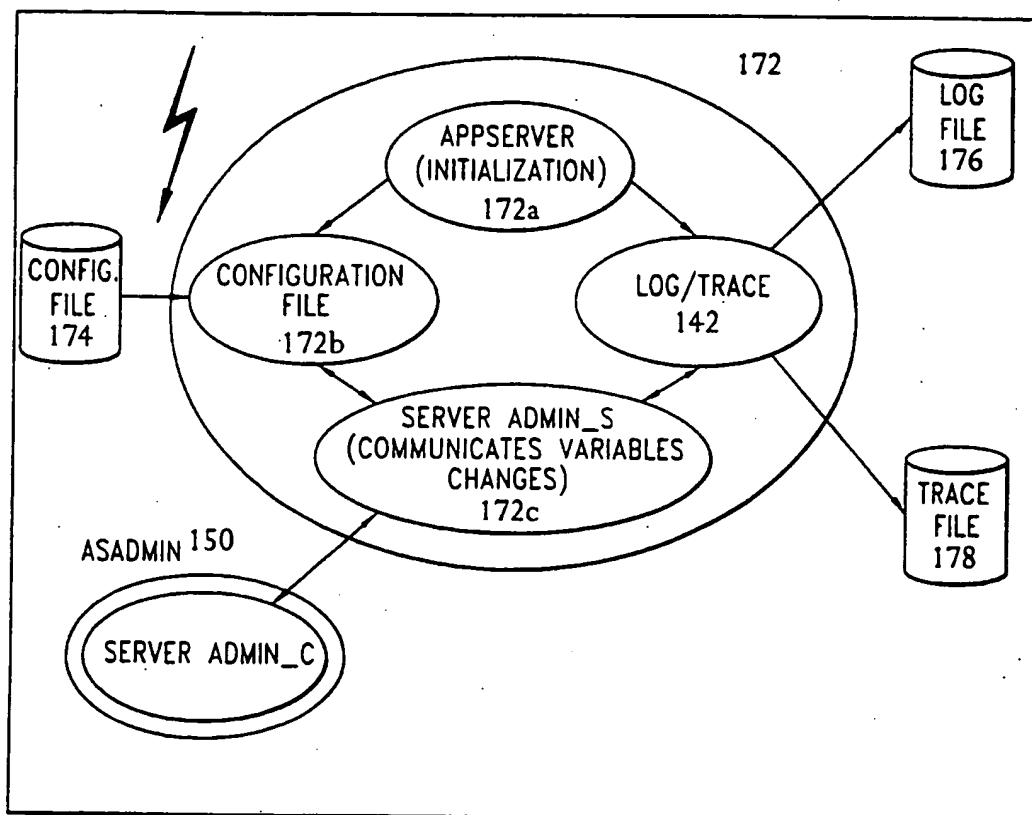 172
LOG
FILE
176
APPSERVER
(INITIALIZATION)
172a
CONFIG.
FILE
174
CONFIGURATION
FILE
172b
LOG/TRACE
142
SERVER ADMIN_S
(COMMUNICATES VARIABLES
CHANGES)
172c
TRACE
FILE
178
ASADMIN 150
SERVER ADMIN_C